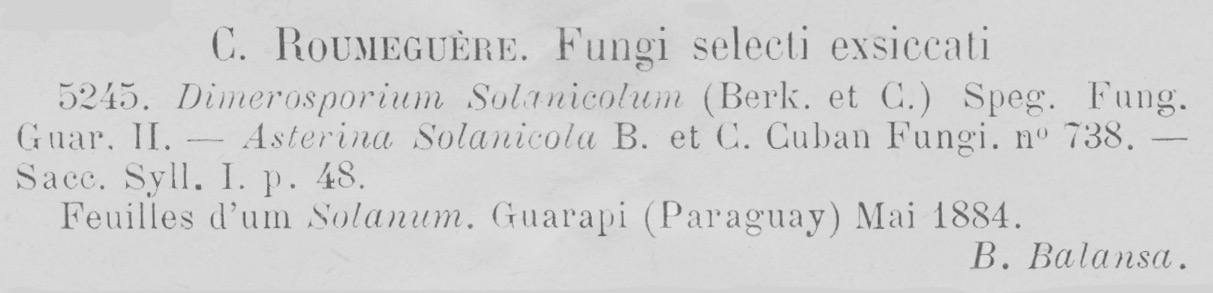 C. ROUMEGUÈRE. Fungi selecti exsiccati
5245. Dimerosporium Solanicolum (Berk. et C.) Speg. Fung.
Guar. II. — Asterina Solanicola B. et C. Cuban Fungi. nº 738. —
Sacc. Syll. I. p. 48.
Feuilles d'um Solanum. Guarapi (Paraguay) Mai 1884.
B. Balansa.